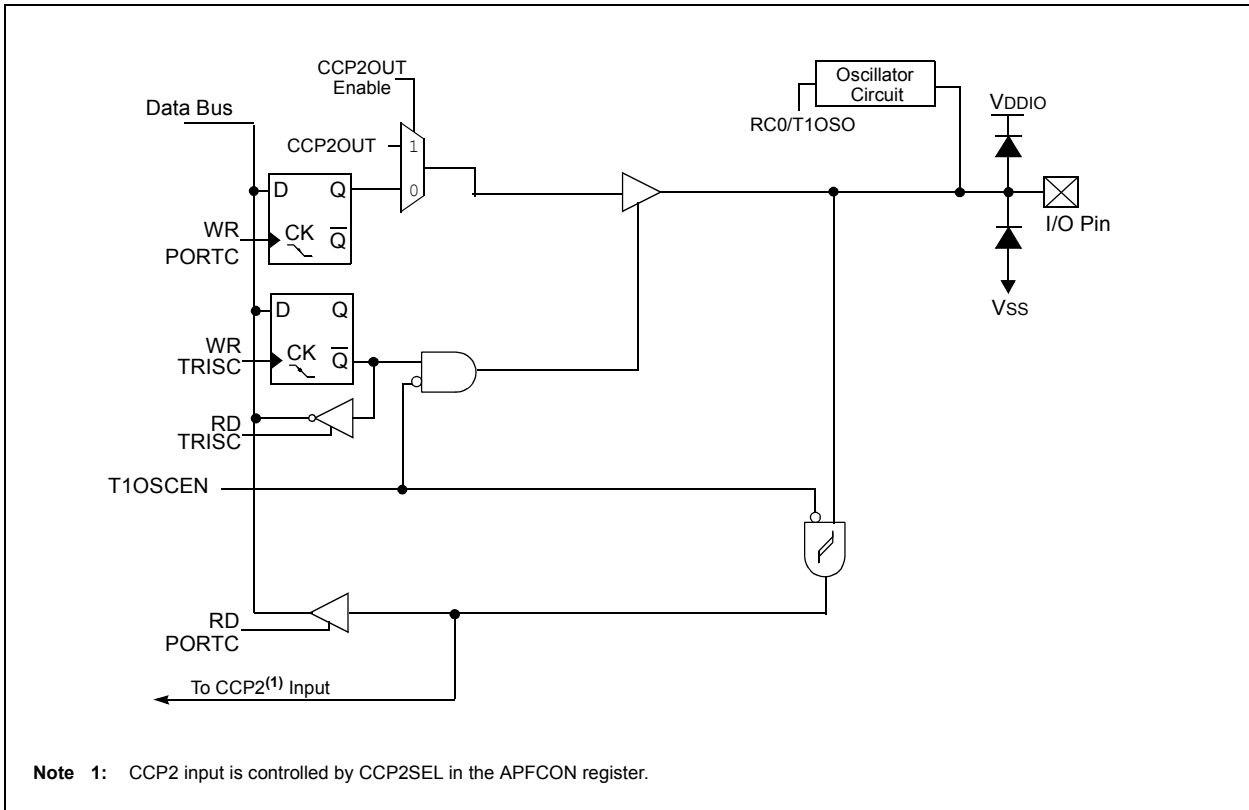 CCP2OUT
Enable
Oscillator
Circuit
VDDIO
Data Bus
RC0/T1OSO
CCP2OUT
1
0
D
Q
I/O Pin
WR
PORTC
CK
Q
VSS
D
Q
WR
TRISC
CK
Q
RD
TRISC
T1OSCEN
RD
PORTC
To CCP2(1) Input
Note 1: CCP2 input is controlled by CCP2SEL in the APFCON register.